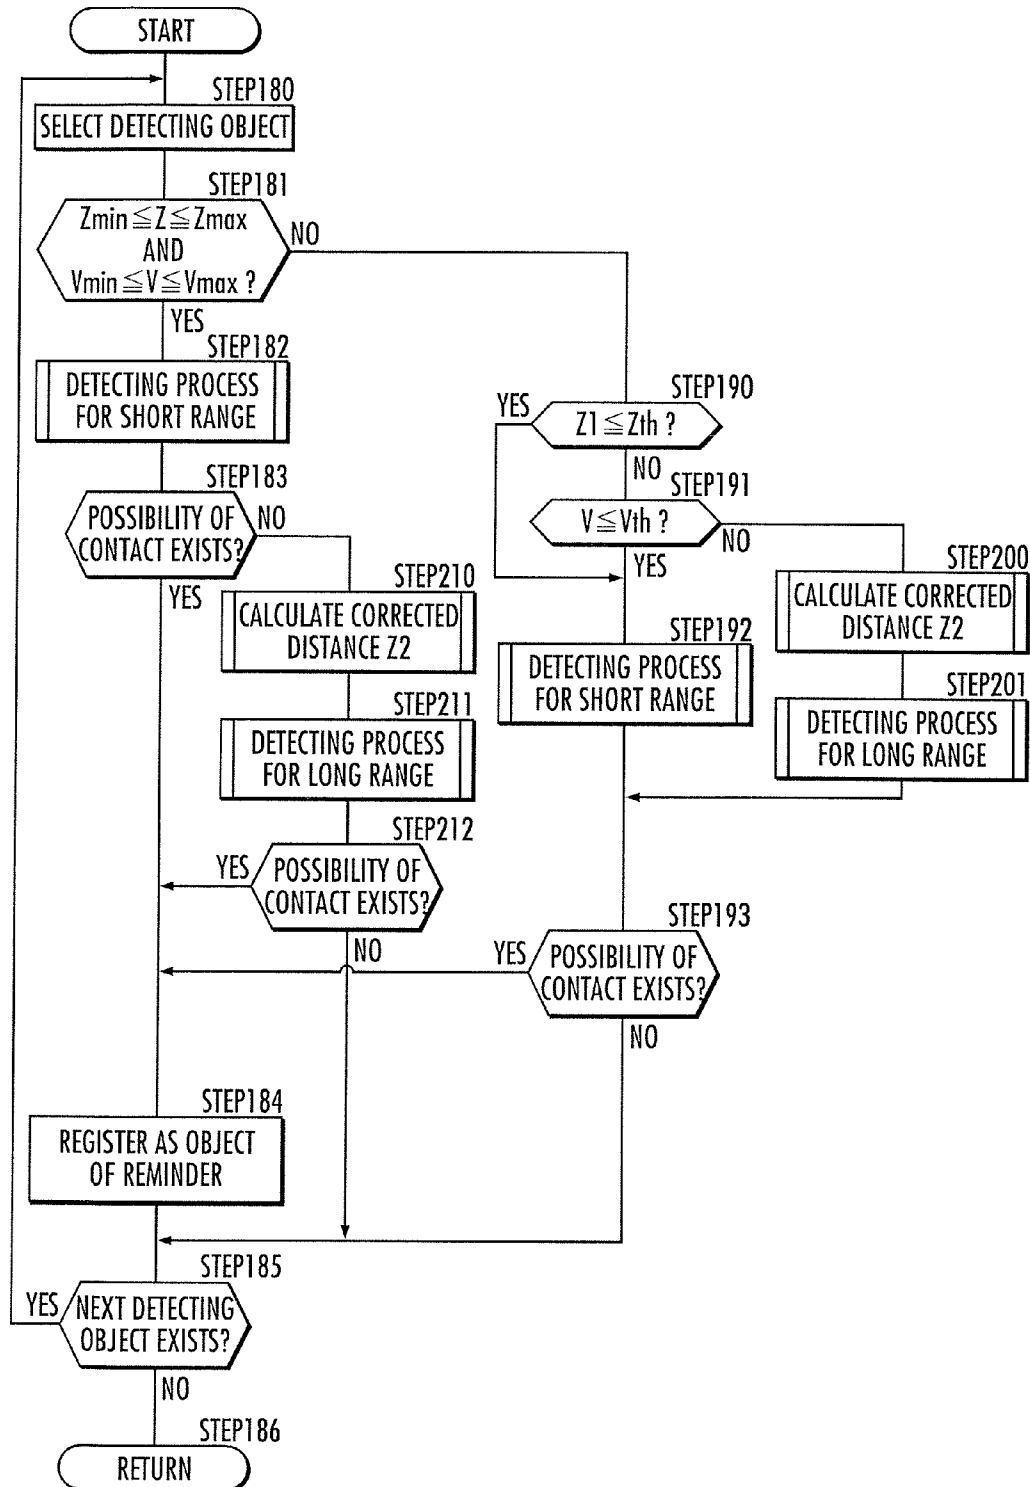 START
STEP180
SELECT DETECTING OBJECT
STEP181
Zmin≦Z≦Zmax
AND
Vmin≦V≦Vmax ?
NO
YES
STEP182
DETECTING PROCESS
FOR SHORT RANGE
STEP183
POSSIBILITY OF
CONTACT EXISTS?
NO
YES
STEP210
CALCULATE CORRECTED
DISTANCE Z2
STEP211
DETECTING PROCESS
FOR LONG RANGE
STEP212
POSSIBILITY OF
CONTACT EXISTS?
YES
NO
STEP190
Z1≦Zth ?
YES
NO
STEP191
V≦Vth ?
NO
YES
STEP192
DETECTING PROCESS
FOR SHORT RANGE
STEP200
CALCULATE CORRECTED
DISTANCE Z2
STEP201
DETECTING PROCESS
FOR LONG RANGE
STEP193
POSSIBILITY OF
CONTACT EXISTS?
YES
NO
STEP184
REGISTER AS OBJECT
OF REMINDER
STEP185
NEXT DETECTING
OBJECT EXISTS?
YES
NO
STEP186
RETURN